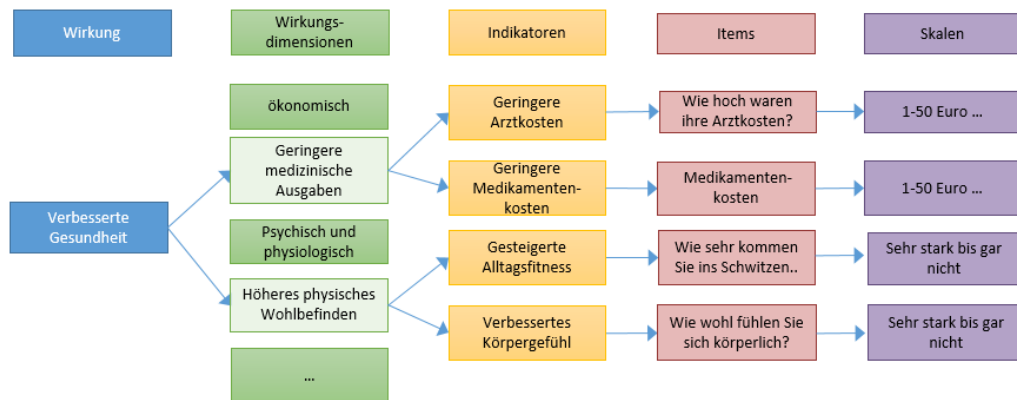 Wirkung
Wirkungs-
dimensionen
Indikatoren
Items
Skalen
ökonomisch
Geringere
Arztkosten
Wie hoch waren
ihre Arztkosten?
1-50 Euro ...
Geringere
medizinische
Ausgaben
Geringere
Medikamenten-
kosten
Medikamenten-
kosten
1-50 Euro ...
Verbesserte
Gesundheit
Psychisch und
physiologisch
Gesteigerte
Alltagsfitness
Wie sehr kommen
Sie ins Schwitzen..
Sehr stark bis gar
nicht
Höheres physisches
Wohlbefinden
Verbessertes
Körpergefühl
Wie wohl fühlen Sie
sich körperlich?
Sehr stark bis gar
nicht
...